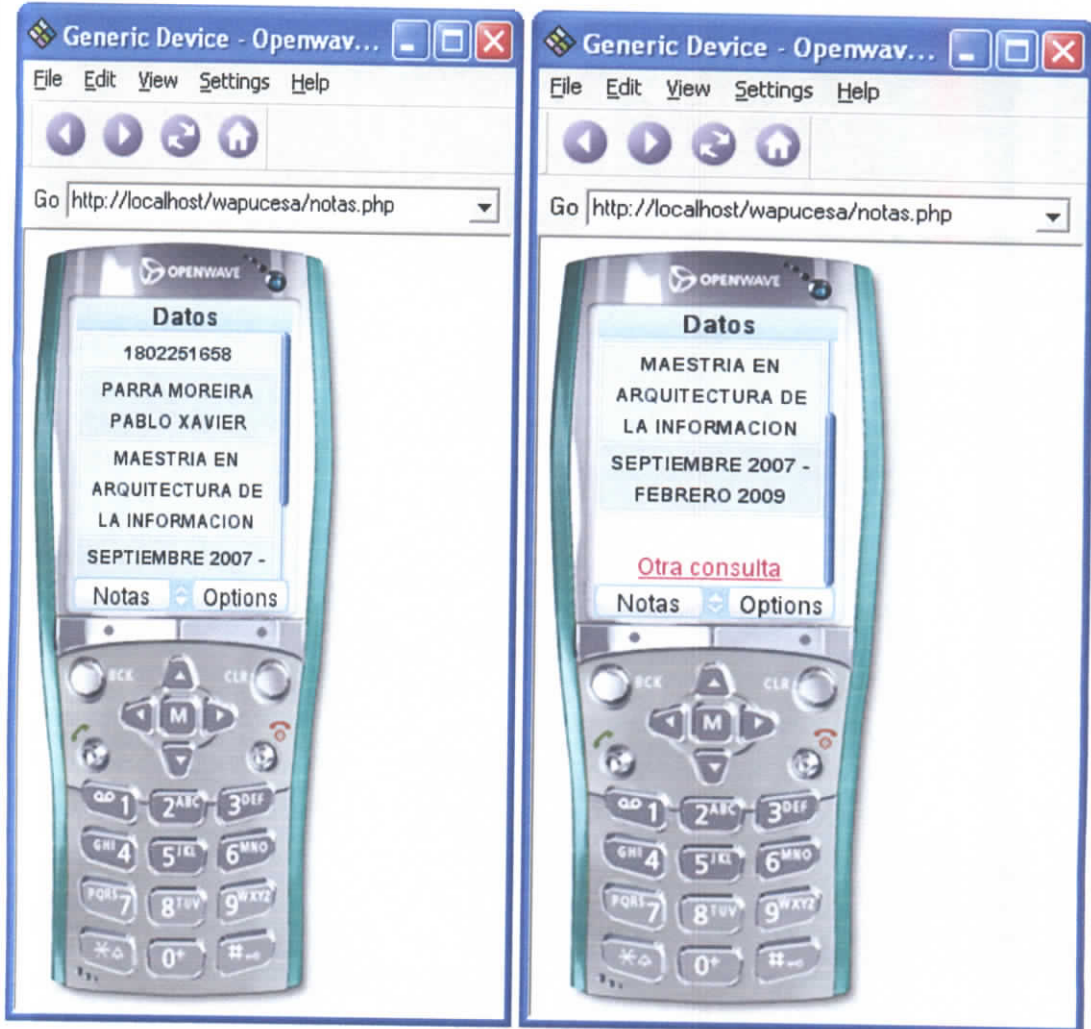 Generic Device - Openwav...
File Edit View Settings Help
Go http://localhost/wapucesa/notas.php
OPENWAVE
Datos
1802251658
PARRA MOREIRA
PABLO XAVIER
MAESTRIA EN
ARQUITECTURA DE
LA INFORMACION
SEPTIEMBRE 2007 -
Notas Options
BCK CLR
M
1 2ABC 3DEF
GHI4 5JKL 6MNO
PQRS7 8TUV 9WXYZ
0+ #
Generic Device - Openwav...
File Edit View Settings Help
Go http://localhost/wapucesa/notas.php
OPENWAVE
Datos
MAESTRIA EN
ARQUITECTURA DE
LA INFORMACION
SEPTIEMBRE 2007 -
FEBRERO 2009
Otra consulta
Notas Options
BCK CLR
M
1 2ABC 3DEF
GHI4 5JKL 6MNO
PQRS7 8TUV 9WXYZ
0+ #